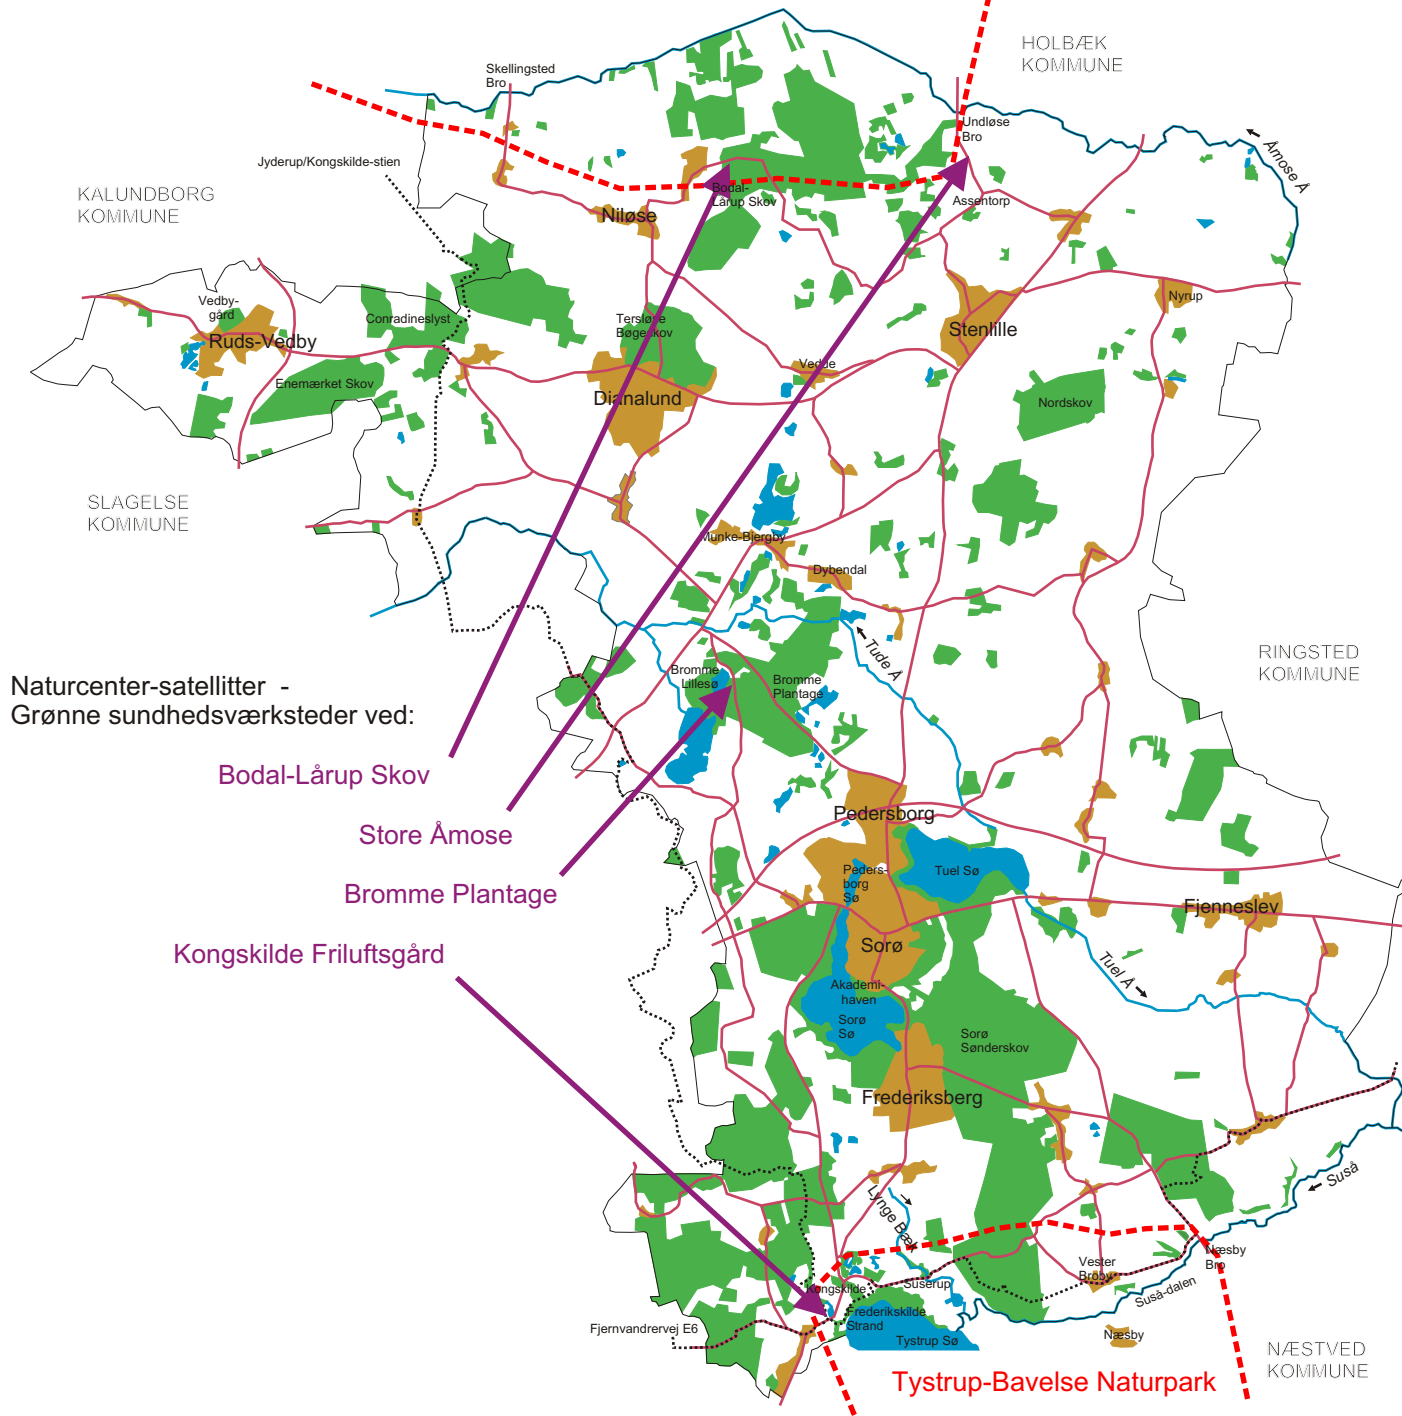 HOLBÆK
KOMMUNE
Skellingsted
Bro
Undløse
Bro
Åmose Å
Jyderup/Kongskilde-stien
KALUNDBORG
KOMMUNE
Bodal-
Lårup Skov
Assentorp
Niløse
Nyrup
Vedby-
gård
Conradineslyst
Tersløse
Bøgeskov
Stenlille
Ruds-Vedby
Vedde
Enemærket Skov
Dianalund
Nordskov
SLAGELSE
KOMMUNE
Munke-Bjergby
Dybendal
Tude Å
RINGSTED
KOMMUNE
Bromme
Lillesø
Bromme
Plantage
Naturcenter-satellitter -
Grønne sundhedsværksteder ved:
Bodal-Lårup Skov
Store Åmose
Bromme Plantage
Kongskilde Friluftsgård
Pedersborg
Peders-
borg
Sø
Tuel Sø
Fjenneslev
Sorø
Tuel Å
Akademi-
haven
Sorø
Sø
Sorø
Sønderskov
Frederiksberg
Suså
Lynge Bæk
Næsby
Bro
Vester
Broby
Suså-dalen
Kongskilde
Suserup
Frederikskilde
Strand
Tystrup Sø
Fjernvandrervej E6
Næsby
NÆSTVED
KOMMUNE
Tystrup-Bavelse Naturpark